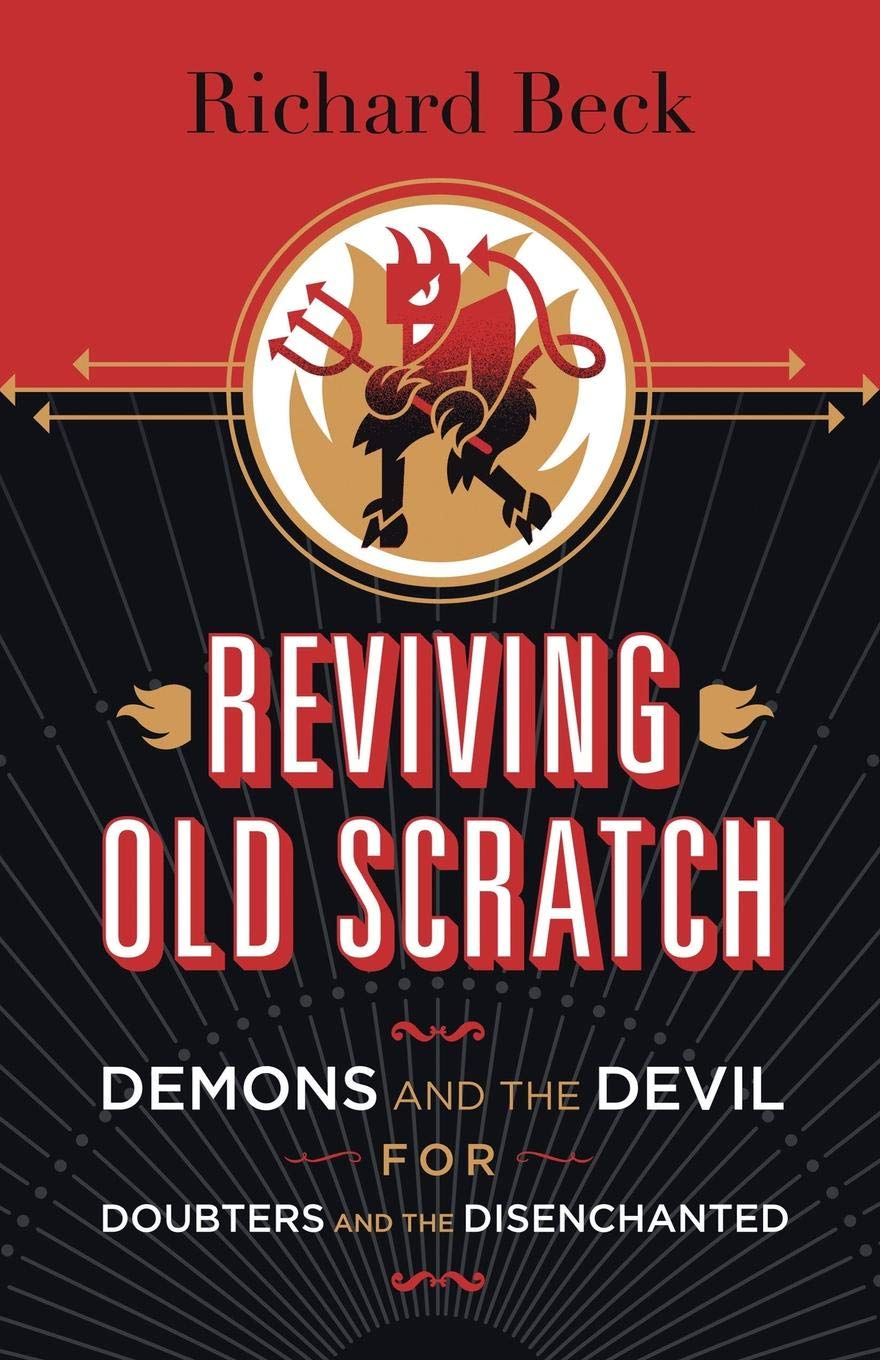 Richard Beck
REVIVING
OLD SCRATCH
DEMONS AND THE DEVIL
FOR
DOUBTERS AND THE DISENCHANTED